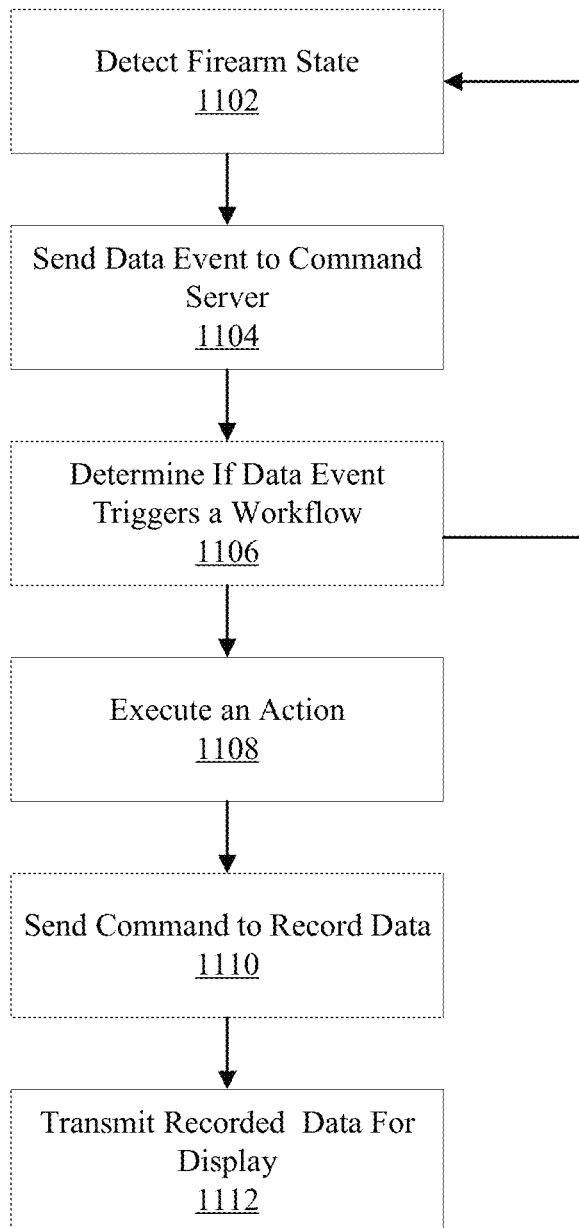 Detect Firearm State
1102
Send Data Event to Command
Server
1104
Determine If Data Event
Triggers a Workflow
1106
Execute an Action
1108
Send Command to Record Data
1110
Transmit Recorded Data For
Display
1112